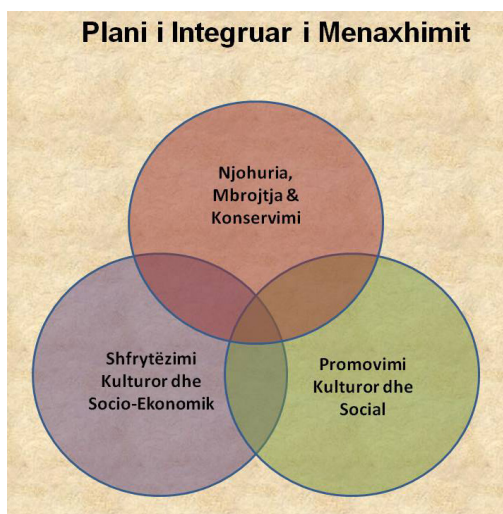 Plani i Integruar i Menaxhimit
Njohuria,
Mbrojtja &
Konservimi
Shfrytëzimi
Kulturor dhe
Socio-Ekonomik
Promovimi
Kulturor dhe
Social